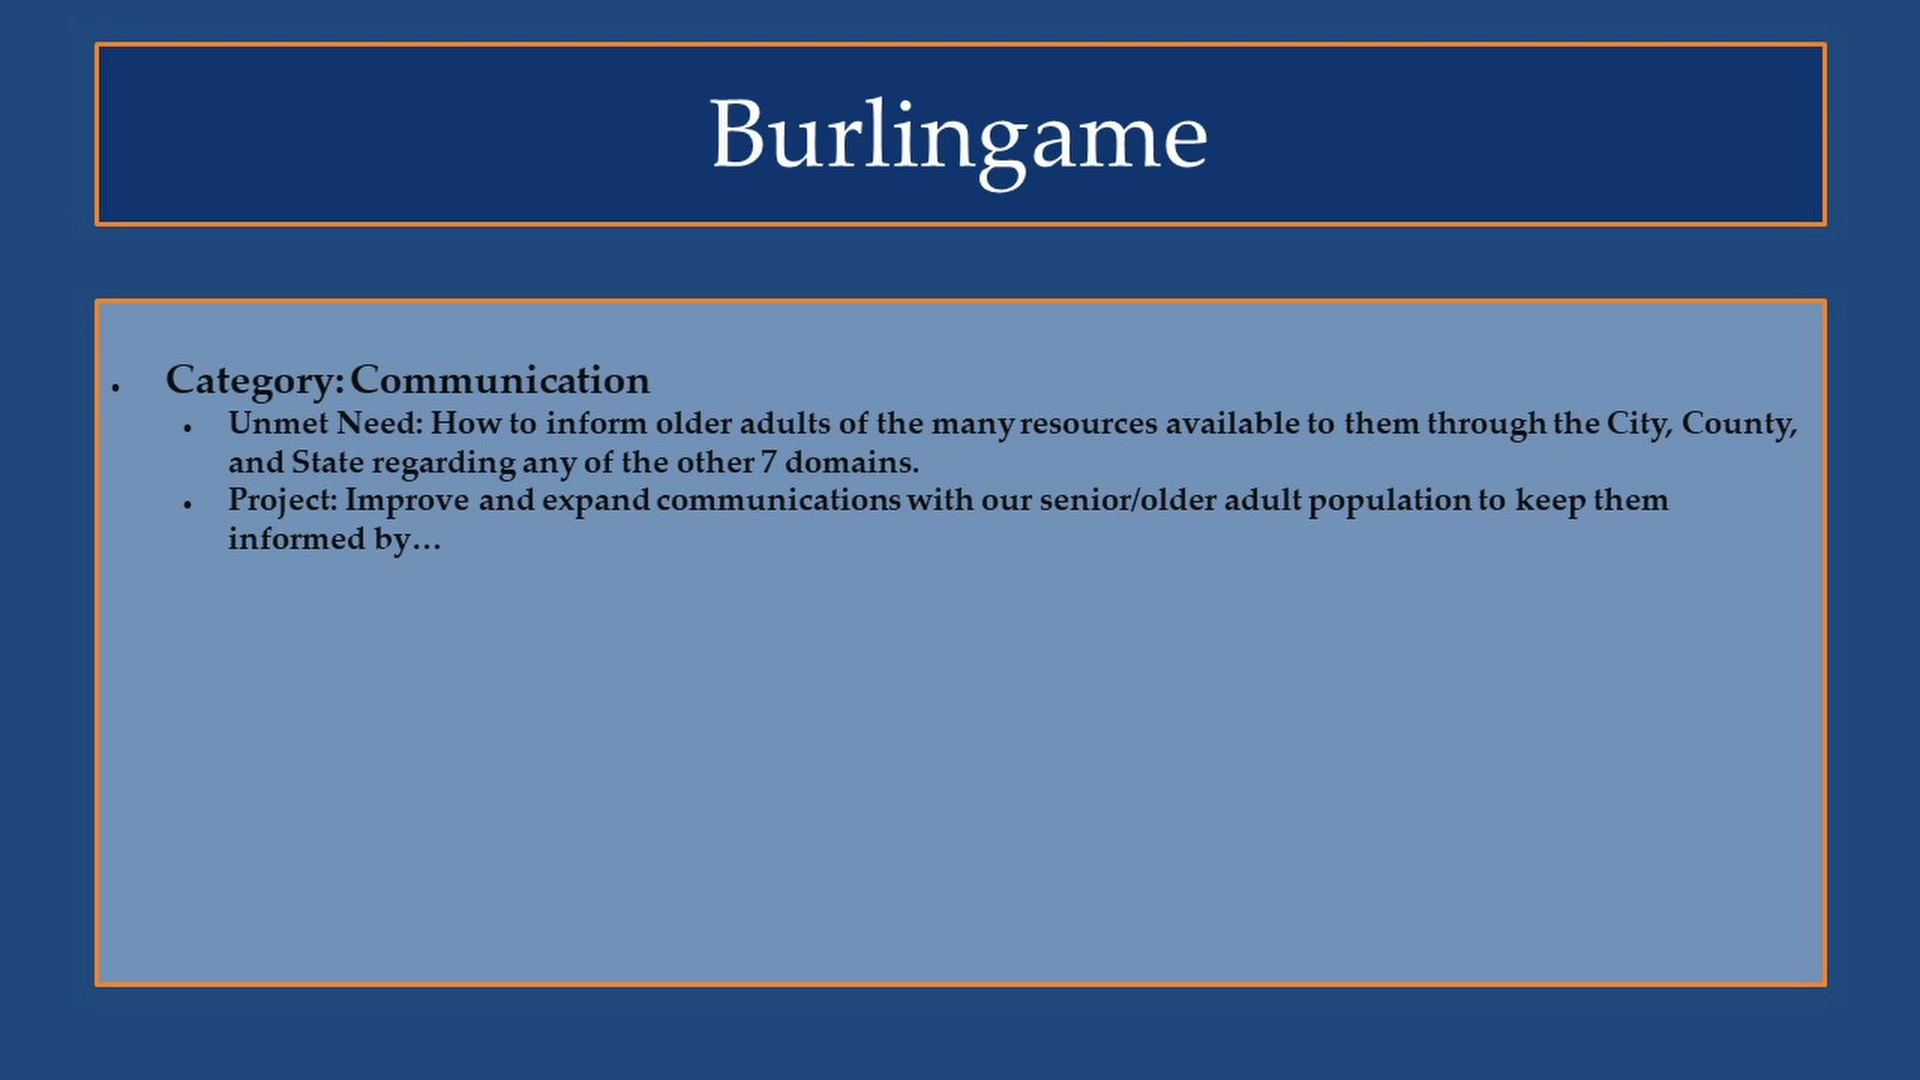 Burlingame
• Category: Communication
• Unmet Need: How to inform older adults of the many resources available to them through the City, County,
and State regarding any of the other 7 domains.
• Project: Improve and expand communications with our senior/older adult population to keep them
informed by…